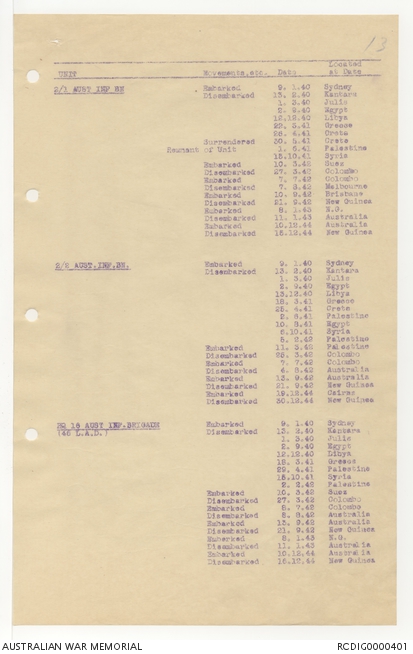 13
Located
UNIT Movements, etc. Date at Date
2/1 AUST INF BN Embarked 9. 1.40 Sydney
Disembarked 13. 2.40 Kantara
1. 3.40 Julis
2. 9.40 Egypt
12.12.40 Libya
22. 3.41 Greece
25. 4.41 Crete
Surrendered 30. 5.41 Crete
Remnant of Unit 1. 6.41 Palestine
15.10.41 Syria
Embarked 10. 3.42 Suez
Disembarked 27. 3.42 Colombo
Embarked 7. 7.42 Colombo
Disembarked 7. 8.42 Melbourne
Embarked 10. 9.42 Brisbane
Disembarked 21. 9.42 New Guinea
Embarked 8. 1.43 N.G.
Disembarked 11. 1.43 Australia
Embarked 10.12.44 Australia
Disembarked 15.12.44 New Guinea
2/2 AUST.INF.BN. Embarked 9. 1.40 Sydney
Disembarked 13. 2.40 Kantara
1. 3.40 Julis
2. 9.40 Egypt
13.12.40 Libya
18. 3.41 Greece
25. 4.41 Crete
2. 5.41 Palestine
10. 5.41 Egypt
5.10.41 Syria
5. 2.42 Palestine
Embarked 11. 3.42 Palestine
Disembarked 25. 3.42 Colombo
Embarked 7. 7.42 Colombo
Disembarked 6. 8.42 Australia
Embarked 13. 9.42 Australia
Disembarked 21. 9.42 New Guinea
Embarked 19.12.44 Cairns
Disembarked 30.12.44 New Guinea
HQ 16 AUST INF.BRIGADE Embarked 9. 1.40 Sydney
(46 L.A.D.) Disembarked 13. 2.40 Kantara
1. 3.40 Julis
2. 9.40 Egypt
12.12.40 Libya
18. 3.41 Greece
29. 4.41 Palestine
15.10.41 Syria
2. 2.42 Palestine
Embarked 10. 3.42 Suez
Disembarked 27. 3.42 Colombo
Embarked 8. 7.42 Colombo
Disembarked 8. 8.42 Australia
Embarked 13. 9.42 Australia
Disembarked 21. 9.42 New Guinea
Embarked 8. 1.43 N.G.
Disembarked 11. 1.43 Australia
Embarked 10.12.44 Australia
Disembarked 15.12.44 New Guinea
AUSTRALIAN WAR MEMORIAL RCDIG0000401